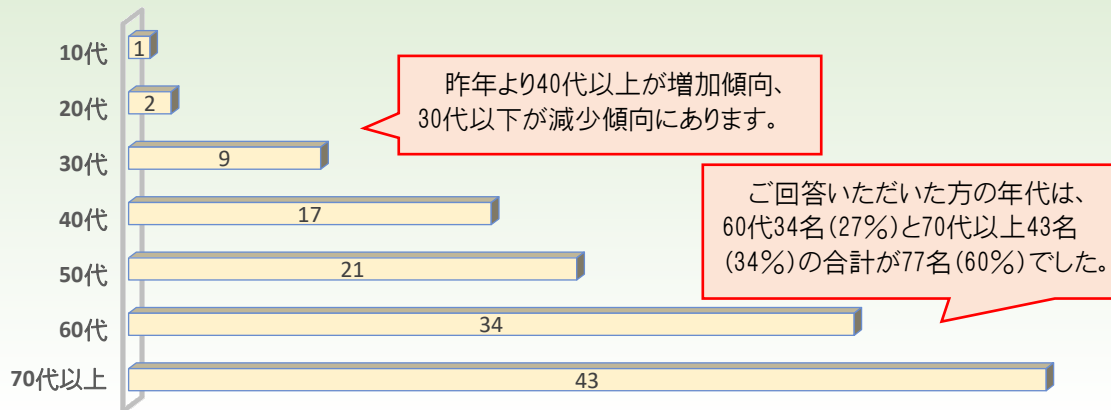 10代 1
20代 2
昨年より40代以上が増加傾向、
30代以下が減少傾向にあります。
30代 9
40代 17
ご回答いただいた方の年代は、
60代34名(27%)と70代以上43名
(34%)の合計が77名(60%)でした。
50代 21
60代 34
70代以上 43